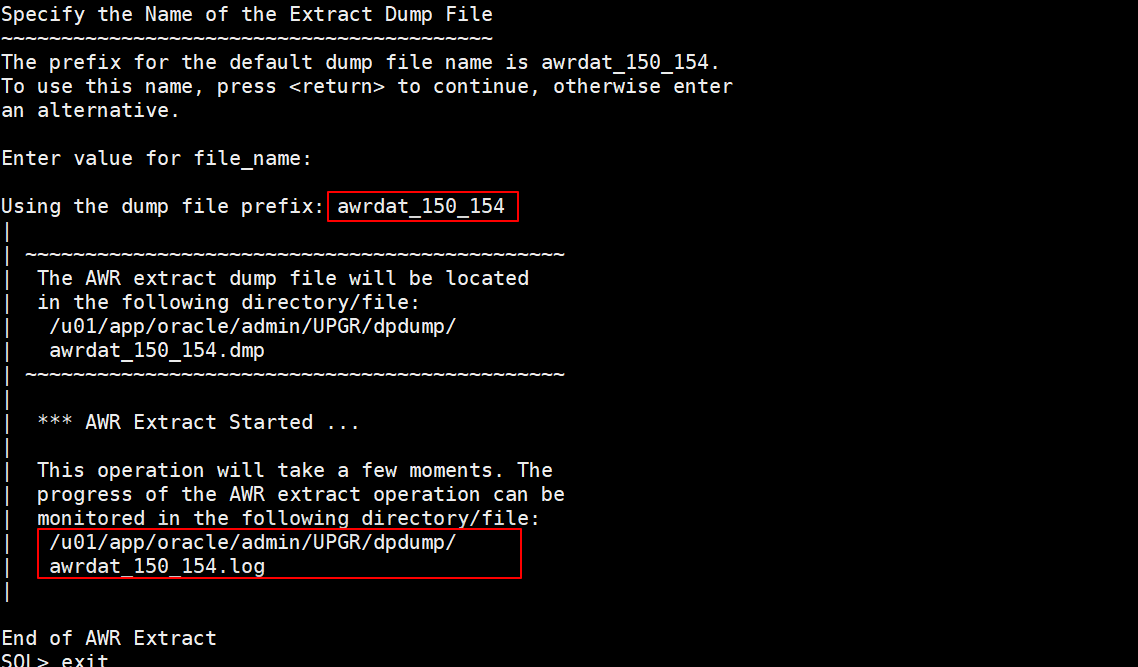 Specify the Name of the Extract Dump File
~~~~~~~~~~~~~~~~~~~~~~~~~~~~~~~~~~~~~~~~~
The prefix for the default dump file name is awrdat_150_154.
To use this name, press <return> to continue, otherwise enter
an alternative.
Enter value for file_name:
Using the dump file prefix: awrdat_150_154
|
| ~~~~~~~~~~~~~~~~~~~~~~~~~~~~~~~~~~~~~~~~~~~~~
|  The AWR extract dump file will be located
|  in the following directory/file:
|   /u01/app/oracle/admin/UPGR/dpdump/
|   awrdat_150_154.dmp
| ~~~~~~~~~~~~~~~~~~~~~~~~~~~~~~~~~~~~~~~~~~~~~
|
|  *** AWR Extract Started ...
|
|  This operation will take a few moments. The
|  progress of the AWR extract operation can be
|  monitored in the following directory/file:
|   /u01/app/oracle/admin/UPGR/dpdump/
|   awrdat_150_154.log
|
End of AWR Extract
SQL> exit